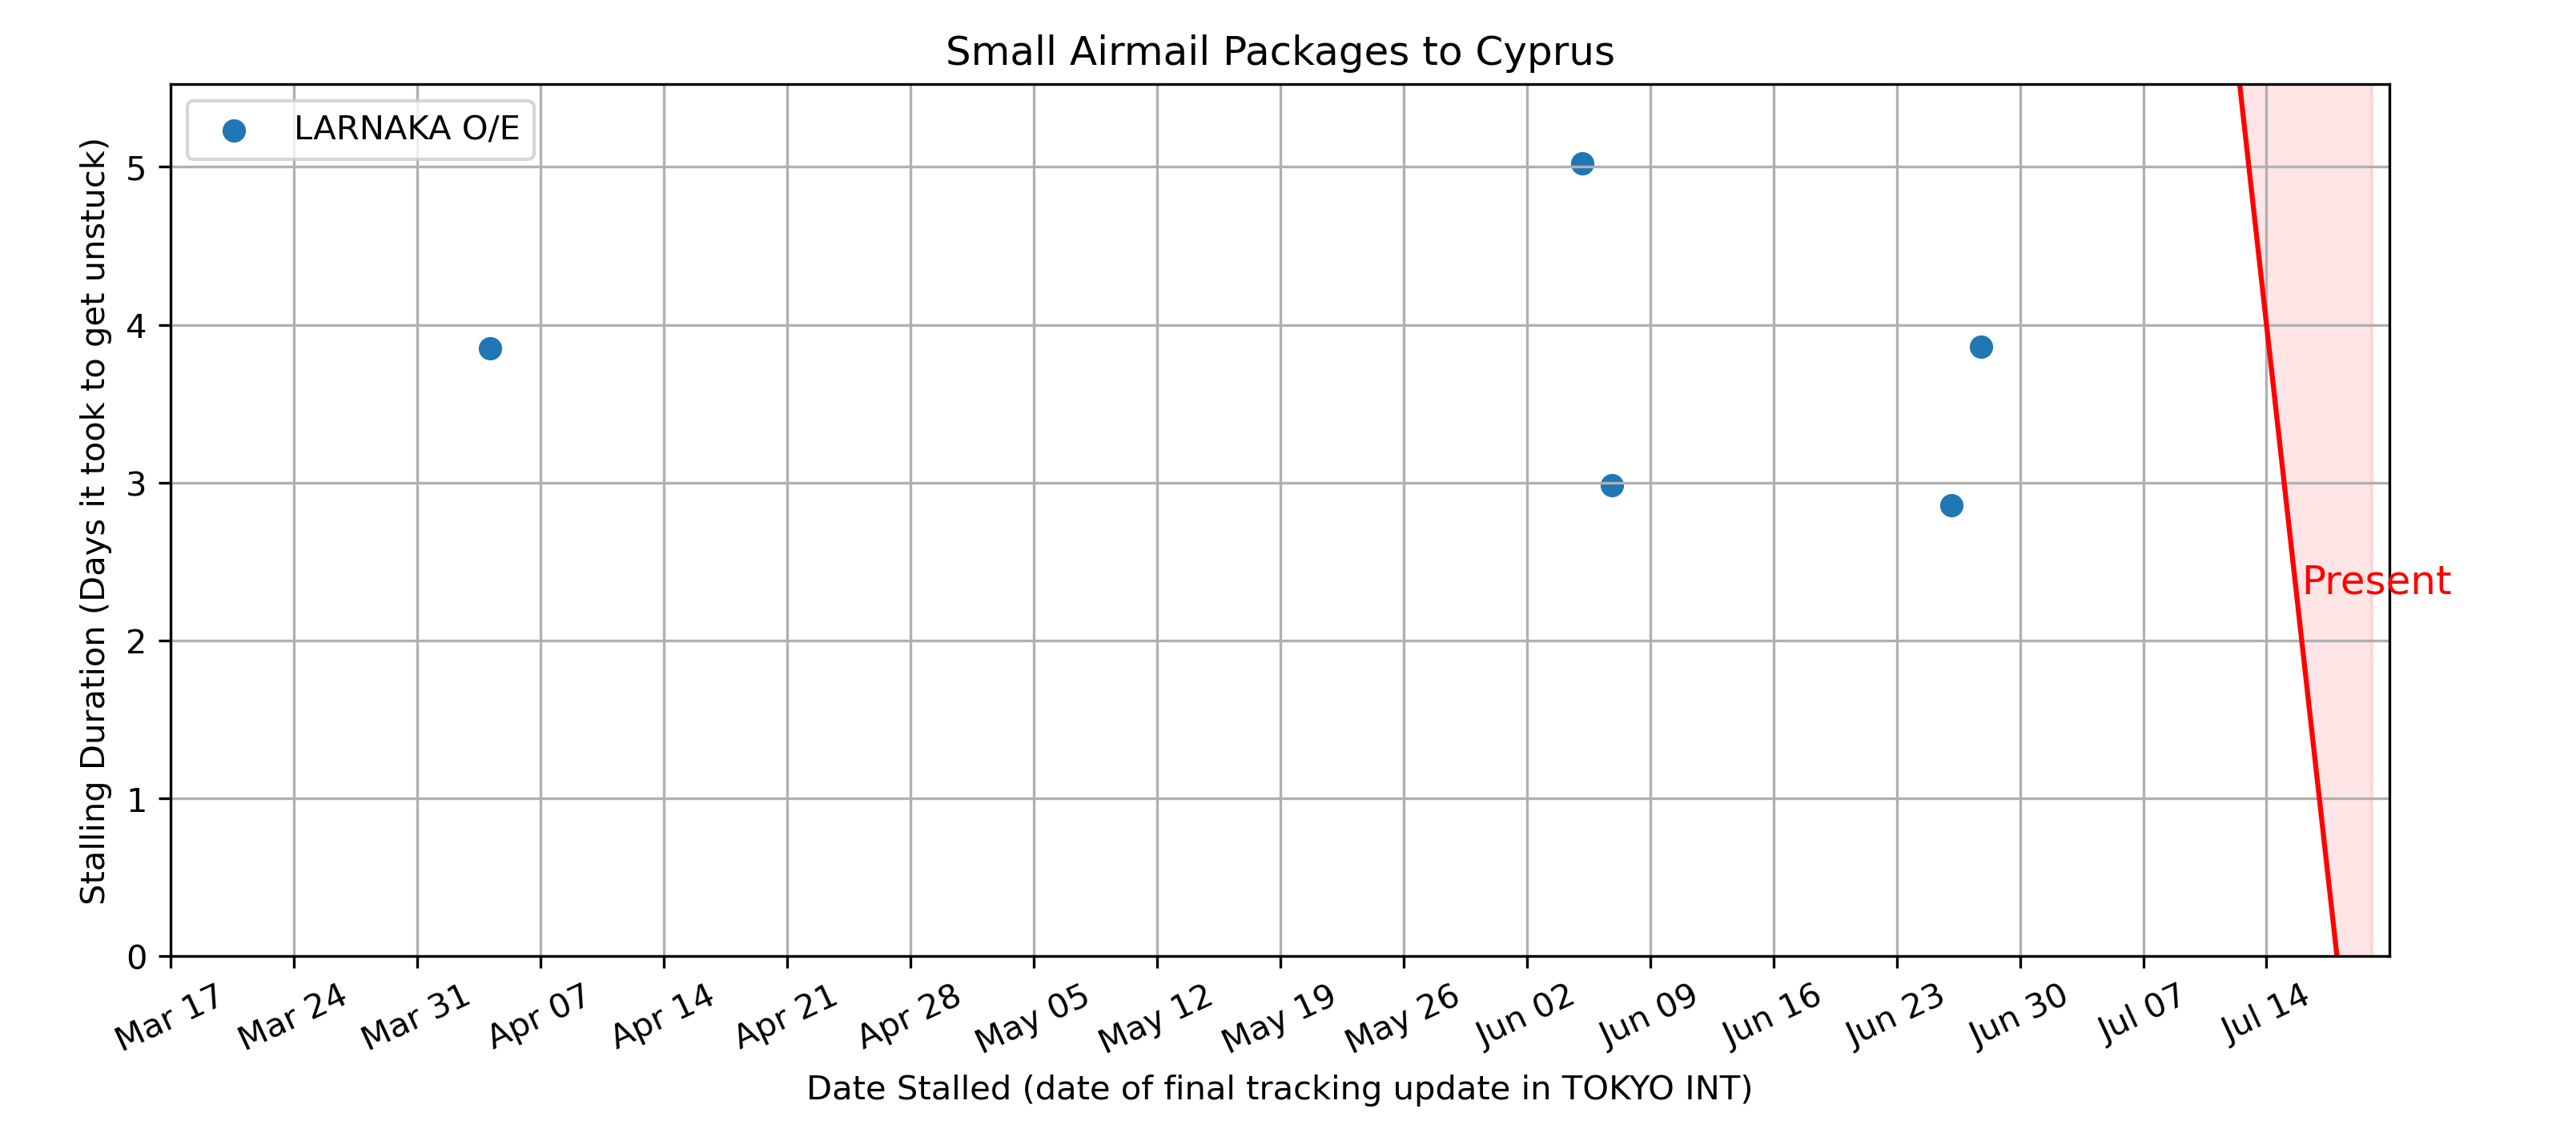 Small Airmail Packages to Cyprus
LARNAKA O/E
Stalling Duration (Days it took to get unstuck)
5
4
3
2
1
0
Present
Mar 17
Mar 24
Mar 31
Apr 07
Apr 14
Apr 21
Apr 28
May 05
May 12
May 19
May 26
Jun 02
Jun 09
Jun 16
Jun 23
Jun 30
Jul 07
Jul 14
Date Stalled (date of final tracking update in TOKYO INT)